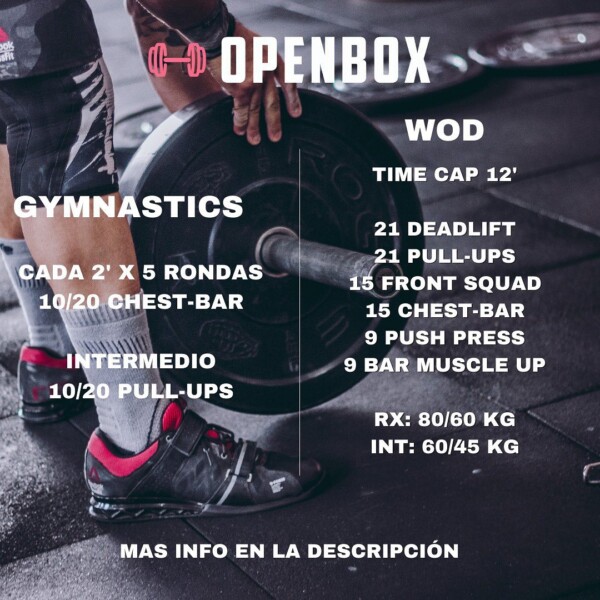 OPENBOX
GYMNASTICS
CADA 2' X 5 RONDAS
10/20 CHEST-BAR
INTERMEDIO
10/20 PULL-UPS
WOD
TIME CAP 12'
21 DEADLIFT
21 PULL-UPS
15 FRONT SQUAD
15 CHEST-BAR
9 PUSH PRESS
9 BAR MUSCLE UP
RX: 80/60 KG
INT: 60/45 KG
MAS INFO EN LA DESCRIPCIÓN